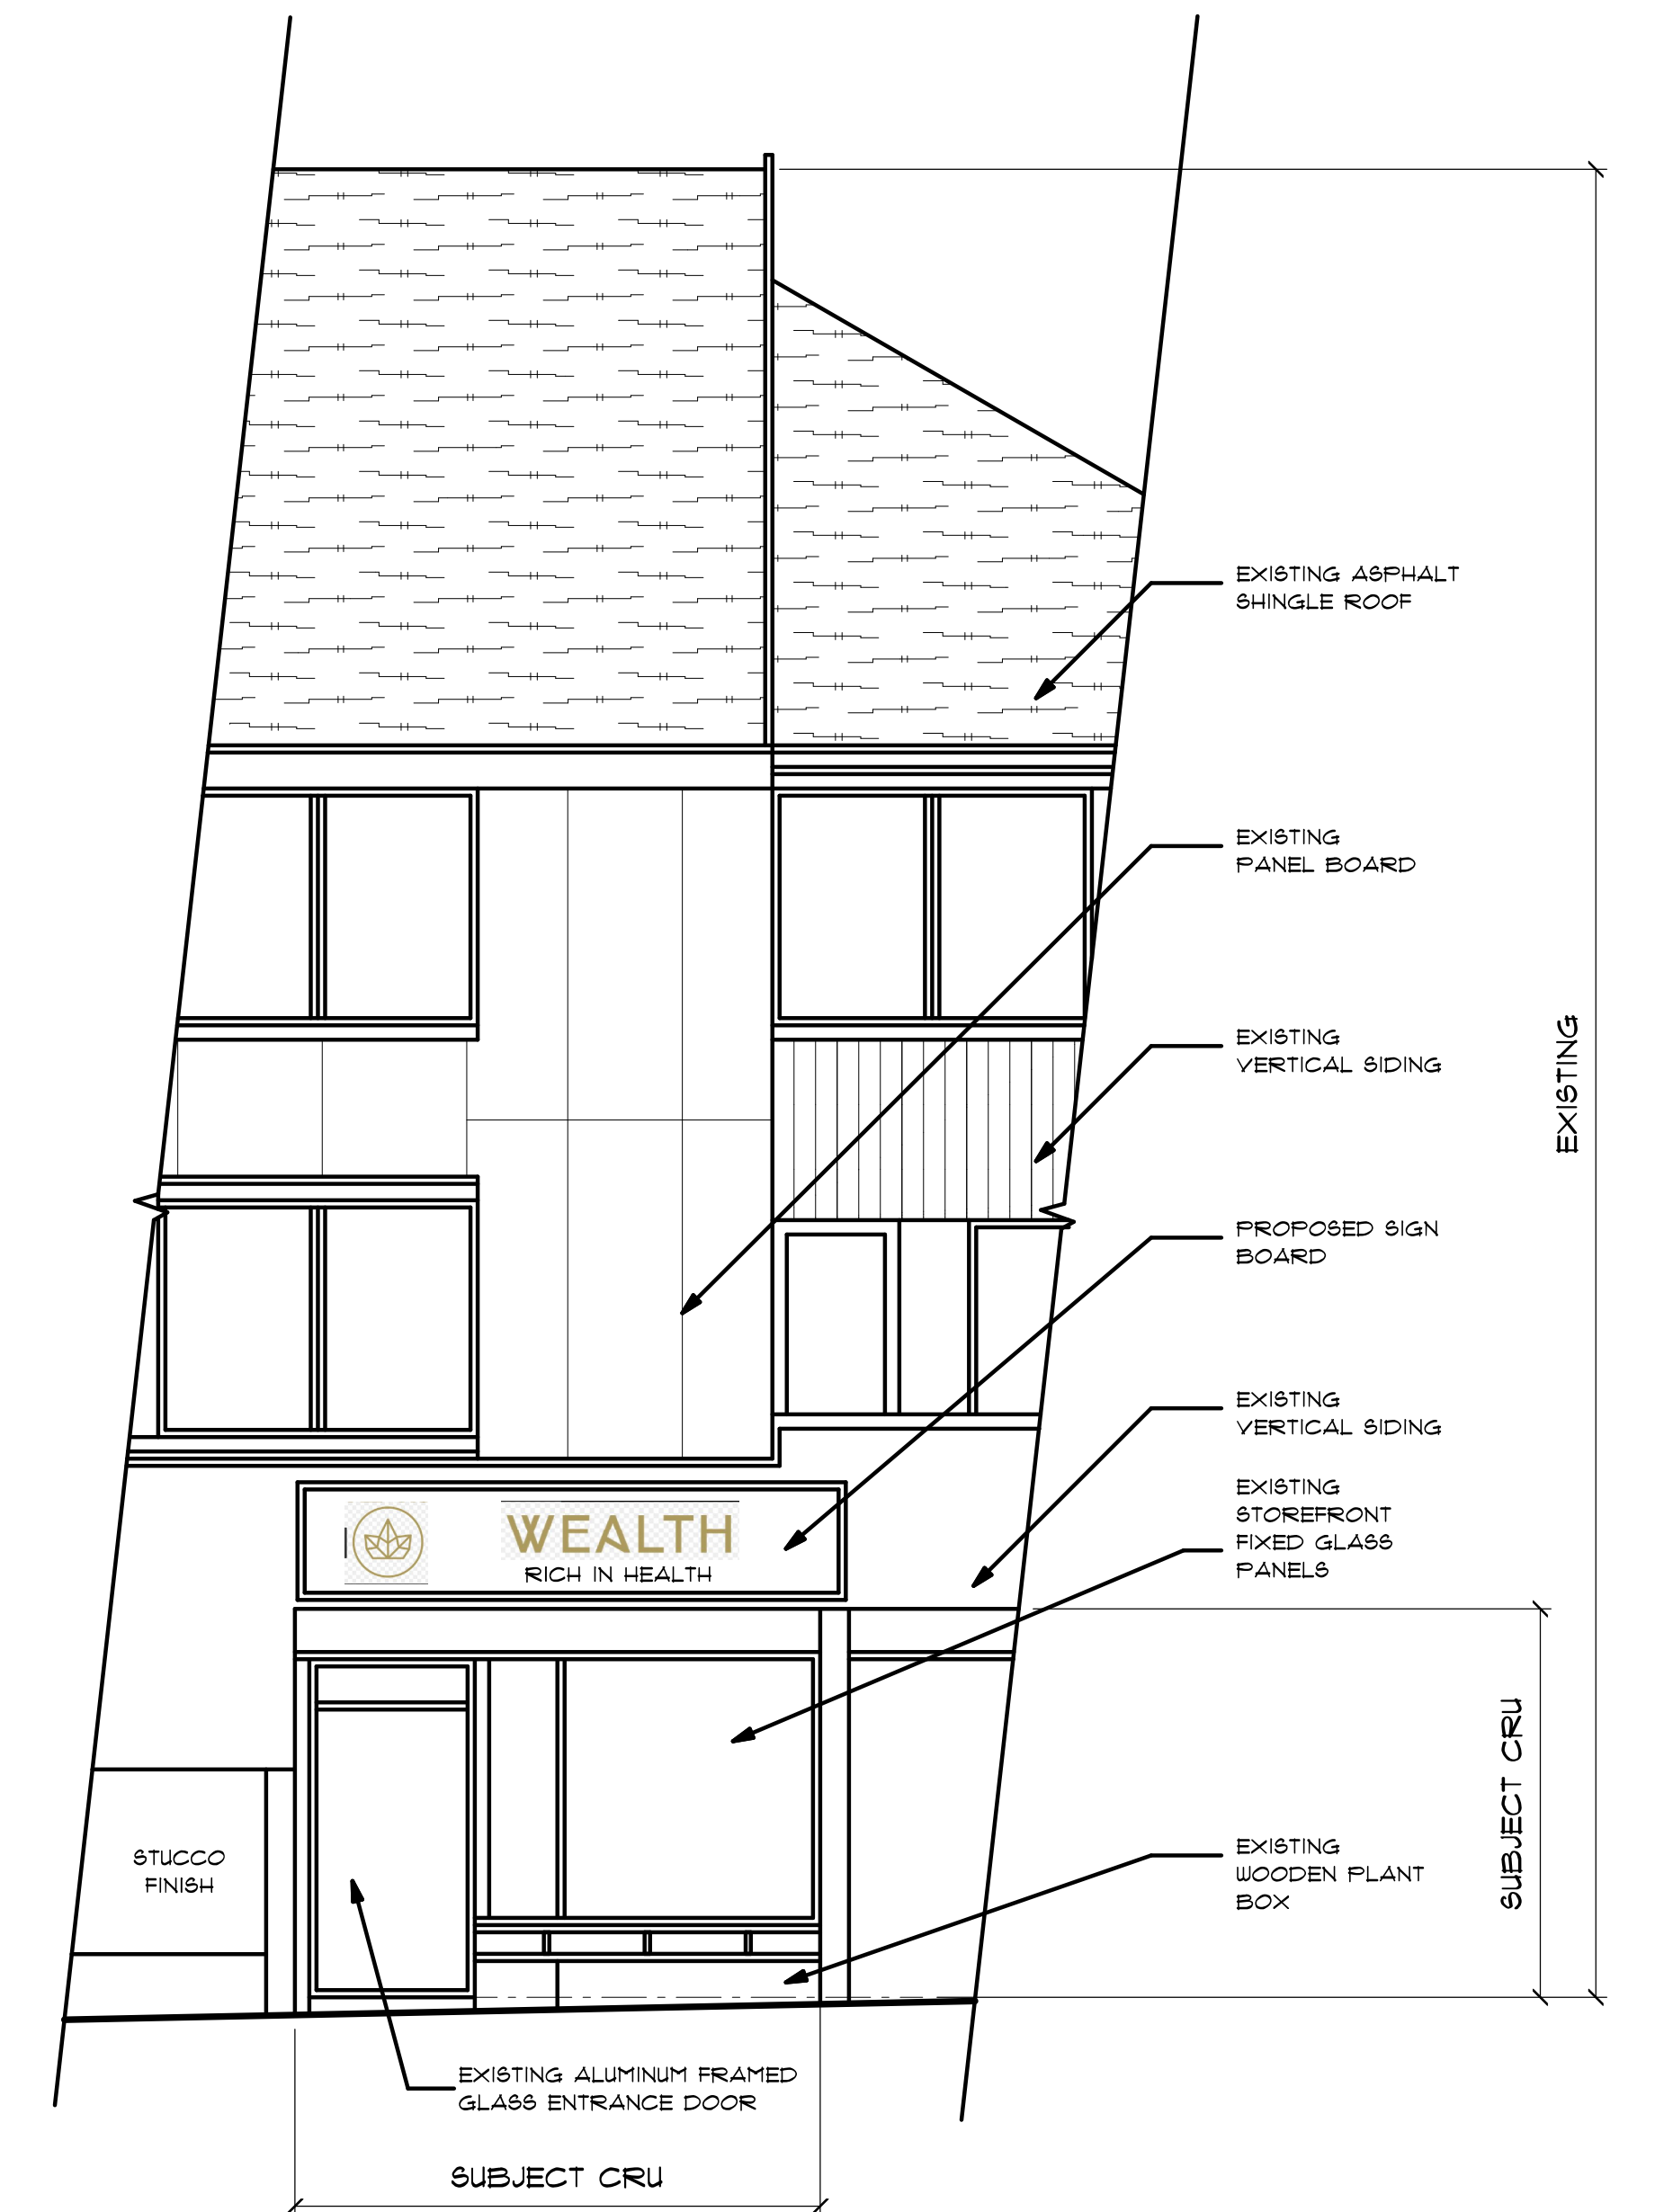 EXISTING ASPHALT
SHINGLE ROOF
EXISTING
PANEL BOARD
EXISTING
VERTICAL SIDING
EXISTING
PROPOSED SIGN
BOARD
EXISTING
VERTICAL SIDING
EXISTING
STOREFRONT
FIXED GLASS
PANELS
WEALTH
RICH IN HEALTH
SUBJECT CRU
STUCCO
FINISH
EXISTING
WOODEN PLANT
BOX
EXISTING ALUMINUM FRAMED
GLASS ENTRANCE DOOR
SUBJECT CRU